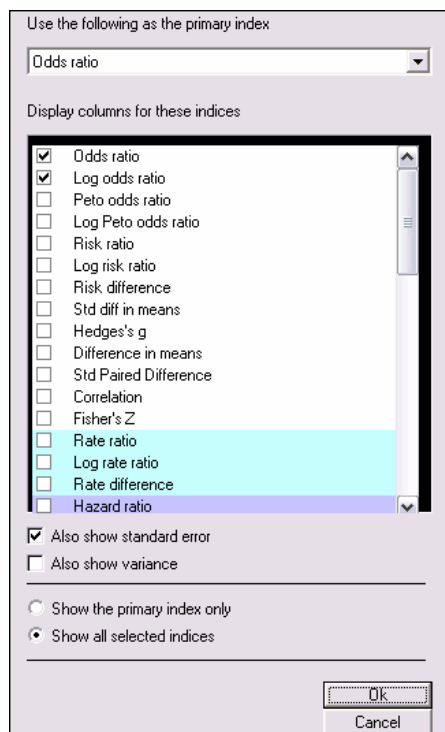 Use the following as the primary index
Odds ratio
Display columns for these indices
Odds ratio
Log odds ratio
Peto odds ratio
Log Peto odds ratio
Risk ratio
Log risk ratio
Risk difference
Std diff in means
Hedges's g
Difference in means
Std Paired Difference
Correlation
Fisher's Z
Rate ratio
Log rate ratio
Rate difference
Hazard ratio
Also show standard error
Also show variance
Show the primary index only
Show all selected indices
Ok
Cancel